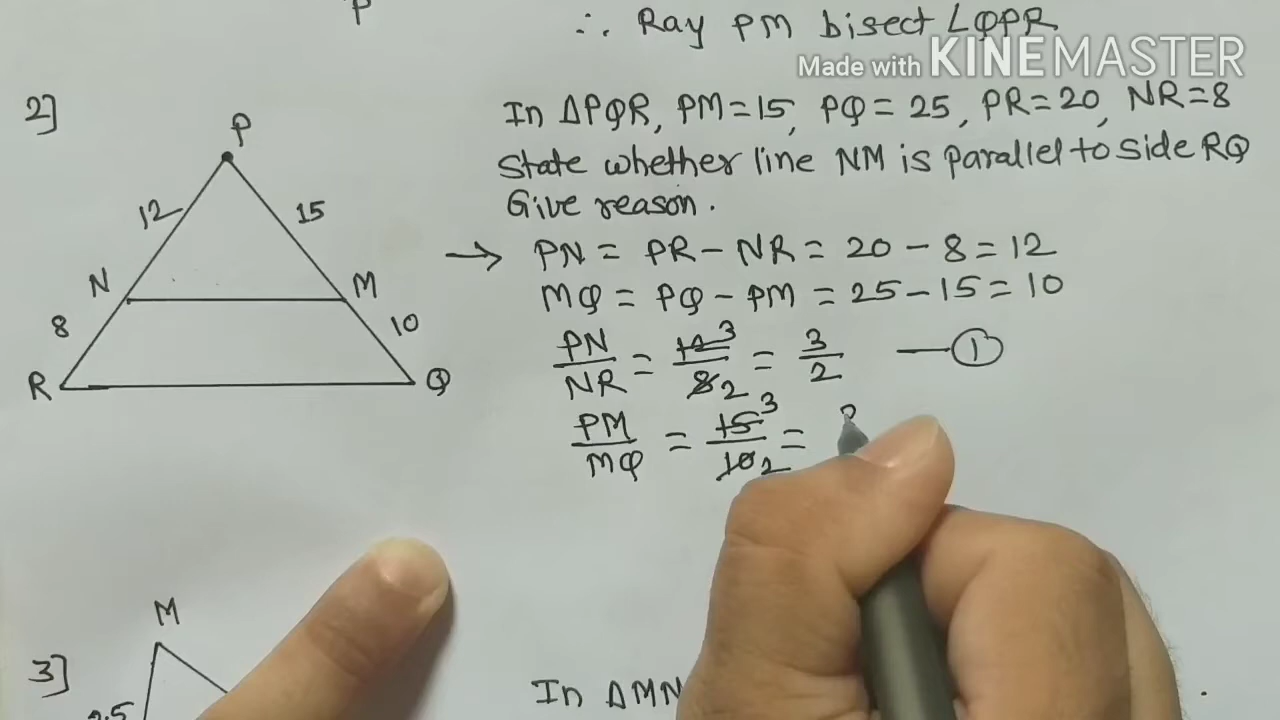 P
∴ Ray PM bisect ∠QPR
Made with KINEMASTER
2]
P
12
15
N
M
8
10
R
Q
In ΔPQR, PM=15, PQ=25, PR=20, NR=8
State whether line NM is parallel to side RQ
Give reason.
→ PN = PR - NR = 20 - 8 = 12
MQ = PQ - PM = 25 - 15 = 10
PN/NR = 12 3/8 2 = 3/2 — ①
PM/MQ = 15 3/10 2 =
3]
M
2.5
In ΔMN